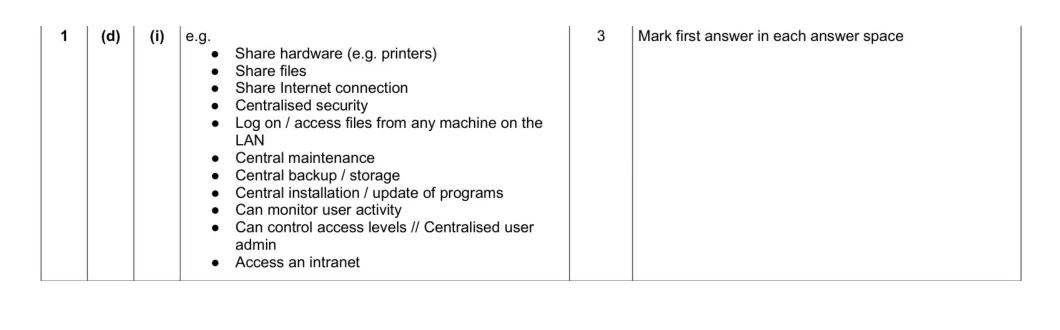 1 (d) (i) e.g. 3 Mark first answer in each answer space
● Share hardware (e.g. printers)
● Share files
● Share Internet connection
● Centralised security
● Log on / access files from any machine on the
LAN
● Central maintenance
● Central backup / storage
● Central installation / update of programs
● Can monitor user activity
● Can control access levels // Centralised user
admin
● Access an intranet